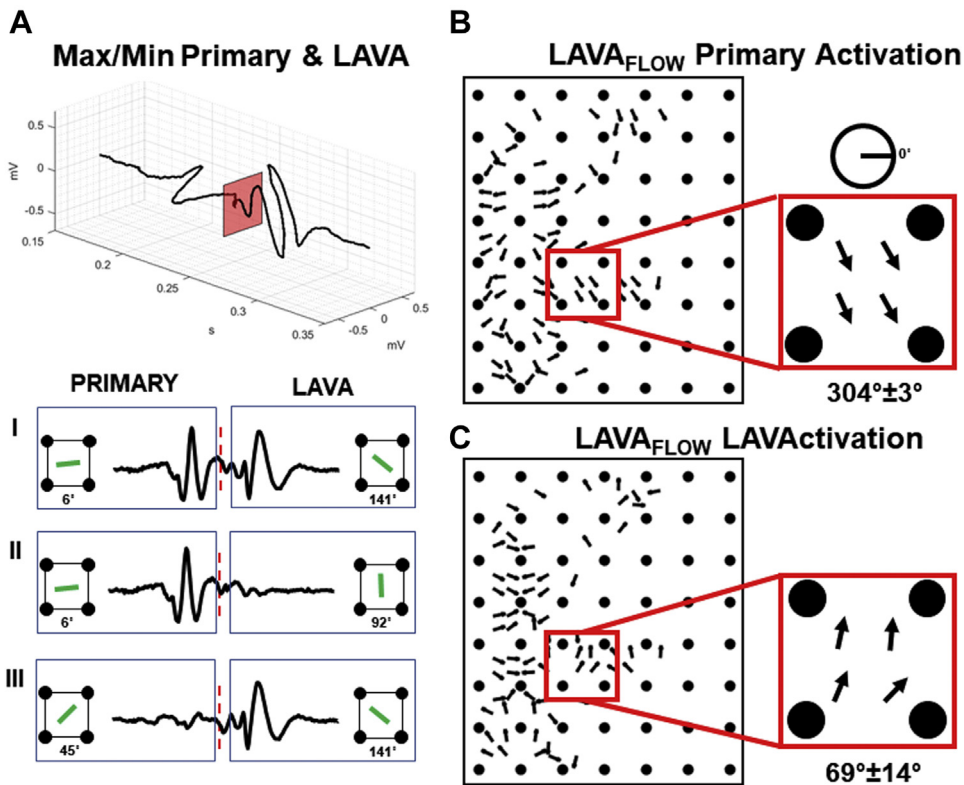 A
Max/Min Primary & LAVA
0.5
0
-0.5
mV
0.15
0.2
0.25
0.3
0.35
s
-0.5
0
0.5
mV
PRIMARY
LAVA
I
6°
141°
II
6°
92°
III
45°
141°
B
LAVAFLOW Primary Activation
0°
304°±3°
C
LAVAFLOW LAVActivation
69°±14°